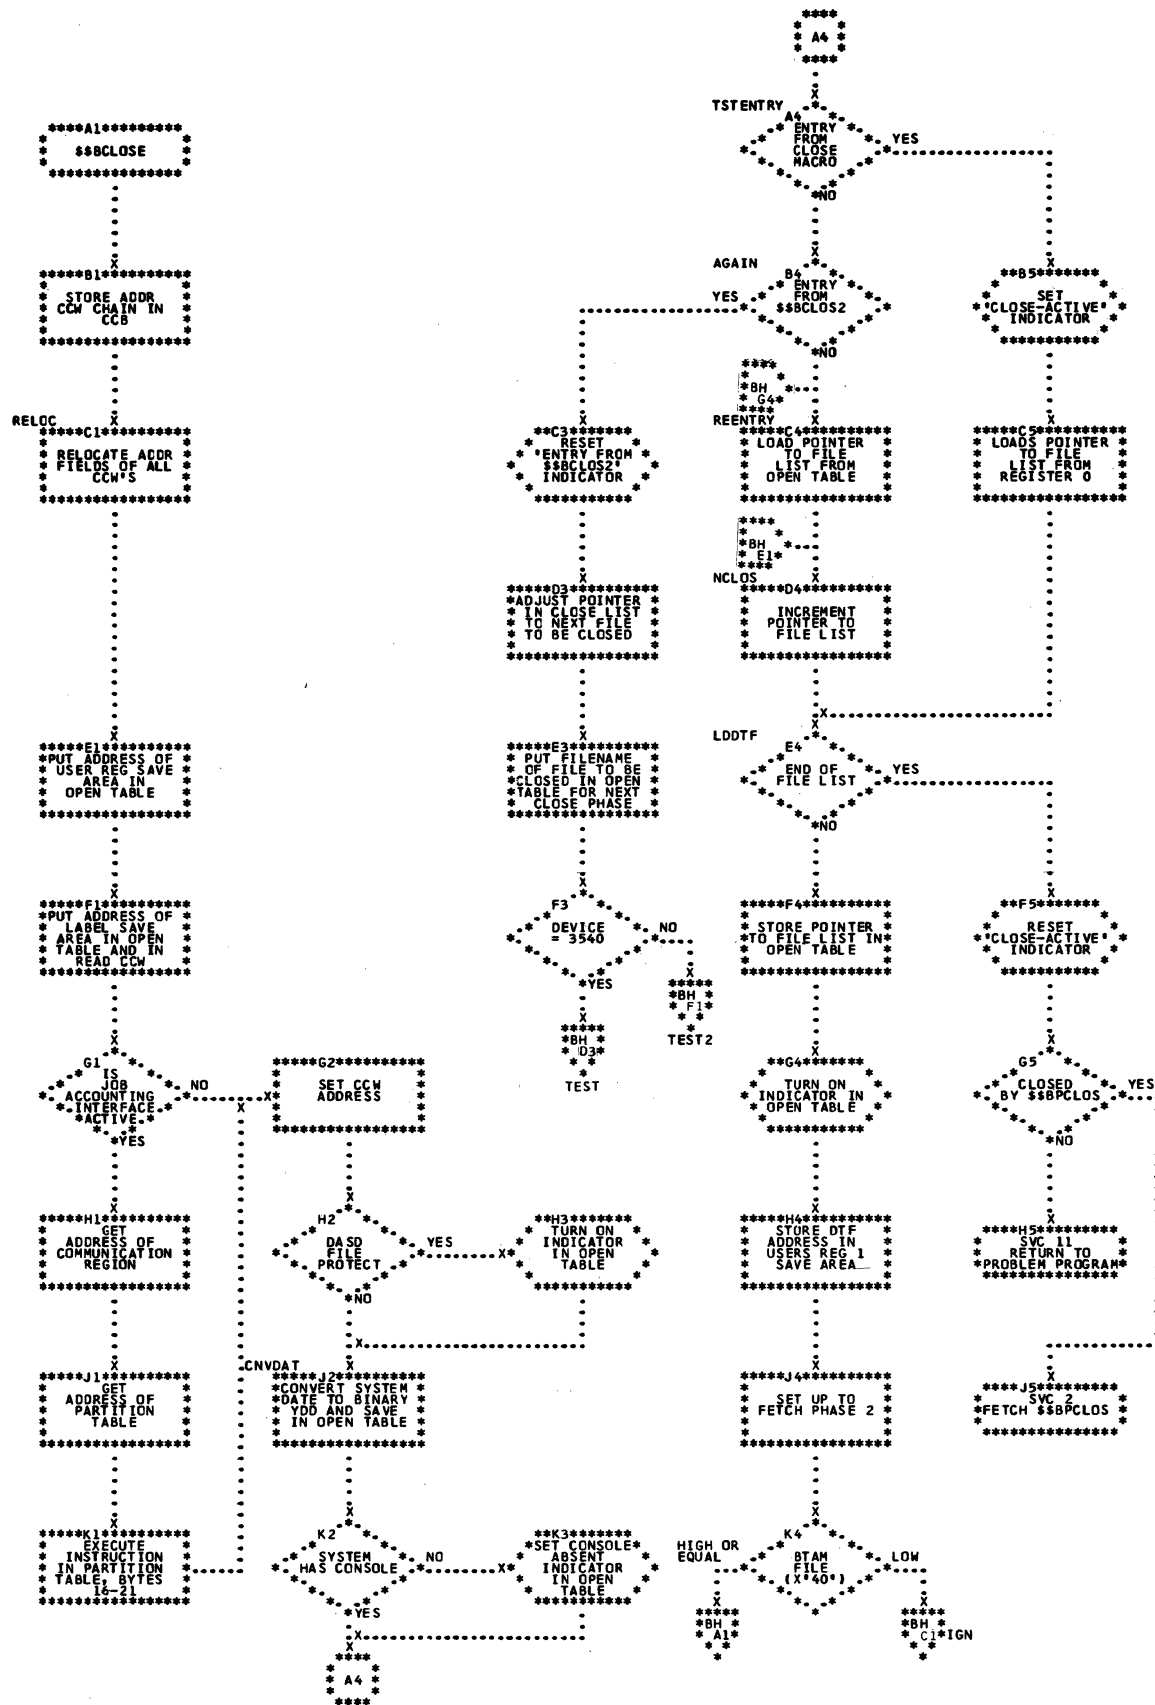 A4
TSTENTRY
A4
ENTRY
FROM
CLOSE
MACRO
YES
NO
A1
$$BCLOSE
B1
STORE ADDR
CCW CHAIN IN
CCB
AGAIN
B4
ENTRY
FROM
$$BCLOS2
YES
NO
B5
SET
'CLOSE-ACTIVE'
INDICATOR
BH
G4
RELOC
C1
RELOCATE ADDR
FIELDS OF ALL
CCW'S
C3
RESET
'ENTRY FROM
$$BCLOS2'
INDICATOR
REENTRY
C4
LOAD POINTER
TO FILE
LIST FROM
OPEN TABLE
C5
LOADS POINTER
TO FILE
LIST FROM
REGISTER 0
BH
E1
D3
ADJUST POINTER
IN CLOSE LIST
TO NEXT FILE
TO BE CLOSED
NCLOS
D4
INCREMENT
POINTER TO
FILE LIST
E1
PUT ADDRESS OF
USER REG SAVE
AREA IN
OPEN TABLE
E3
PUT FILENAME
OF FILE TO BE
CLOSED IN OPEN
TABLE FOR NEXT
CLOSE PHASE
LDDTF
E4
END OF
FILE LIST
YES
NO
F1
PUT ADDRESS OF
LABEL SAVE
AREA IN OPEN
TABLE AND IN
READ CCW
F3
DEVICE
= 3540
NO
YES
BH
F1
TEST2
BH
D3
TEST
F4
STORE POINTER
TO FILE LIST IN
OPEN TABLE
F5
RESET
'CLOSE-ACTIVE'
INDICATOR
G1
IS
JOB
ACCOUNTING
INTERFACE
ACTIVE
NO
YES
G2
SET CCW
ADDRESS
G4
TURN ON
INDICATOR IN
OPEN TABLE
G5
CLOSED
BY $$BPCLOS
YES
NO
H1
GET
ADDRESS OF
COMMUNICATION
REGION
H2
DASD
FILE
PROTECT
YES
NO
H3
TURN ON
INDICATOR
IN OPEN
TABLE
H4
STORE DTF
ADDRESS IN
USERS REG 1
SAVE AREA
H5
SVC 11
RETURN TO
PROBLEM PROGRAM
J1
GET
ADDRESS OF
PARTITION
TABLE
CNVDAT
J2
CONVERT SYSTEM
DATE TO BINARY
YDD AND SAVE
IN OPEN TABLE
J4
SET UP TO
FETCH PHASE 2
J5
SVC 2
FETCH $$BPCLOS
K1
EXECUTE
INSTRUCTION
IN PARTITION
TABLE, BYTES
16-21
K2
SYSTEM
HAS CONSOLE
NO
YES
K3
SET CONSOLE
ABSENT
INDICATOR
IN OPEN
TABLE
K4
BTAM
FILE
(X'40')
HIGH OR
EQUAL
LOW
BH
A1
BH
C1
IGN
A4